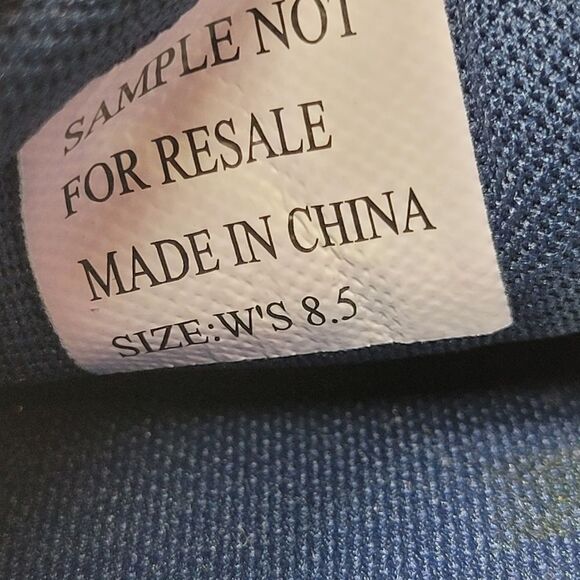 SAMPLE NOT
FOR RESALE
MADE IN CHINA
SIZE:W'S 8.5